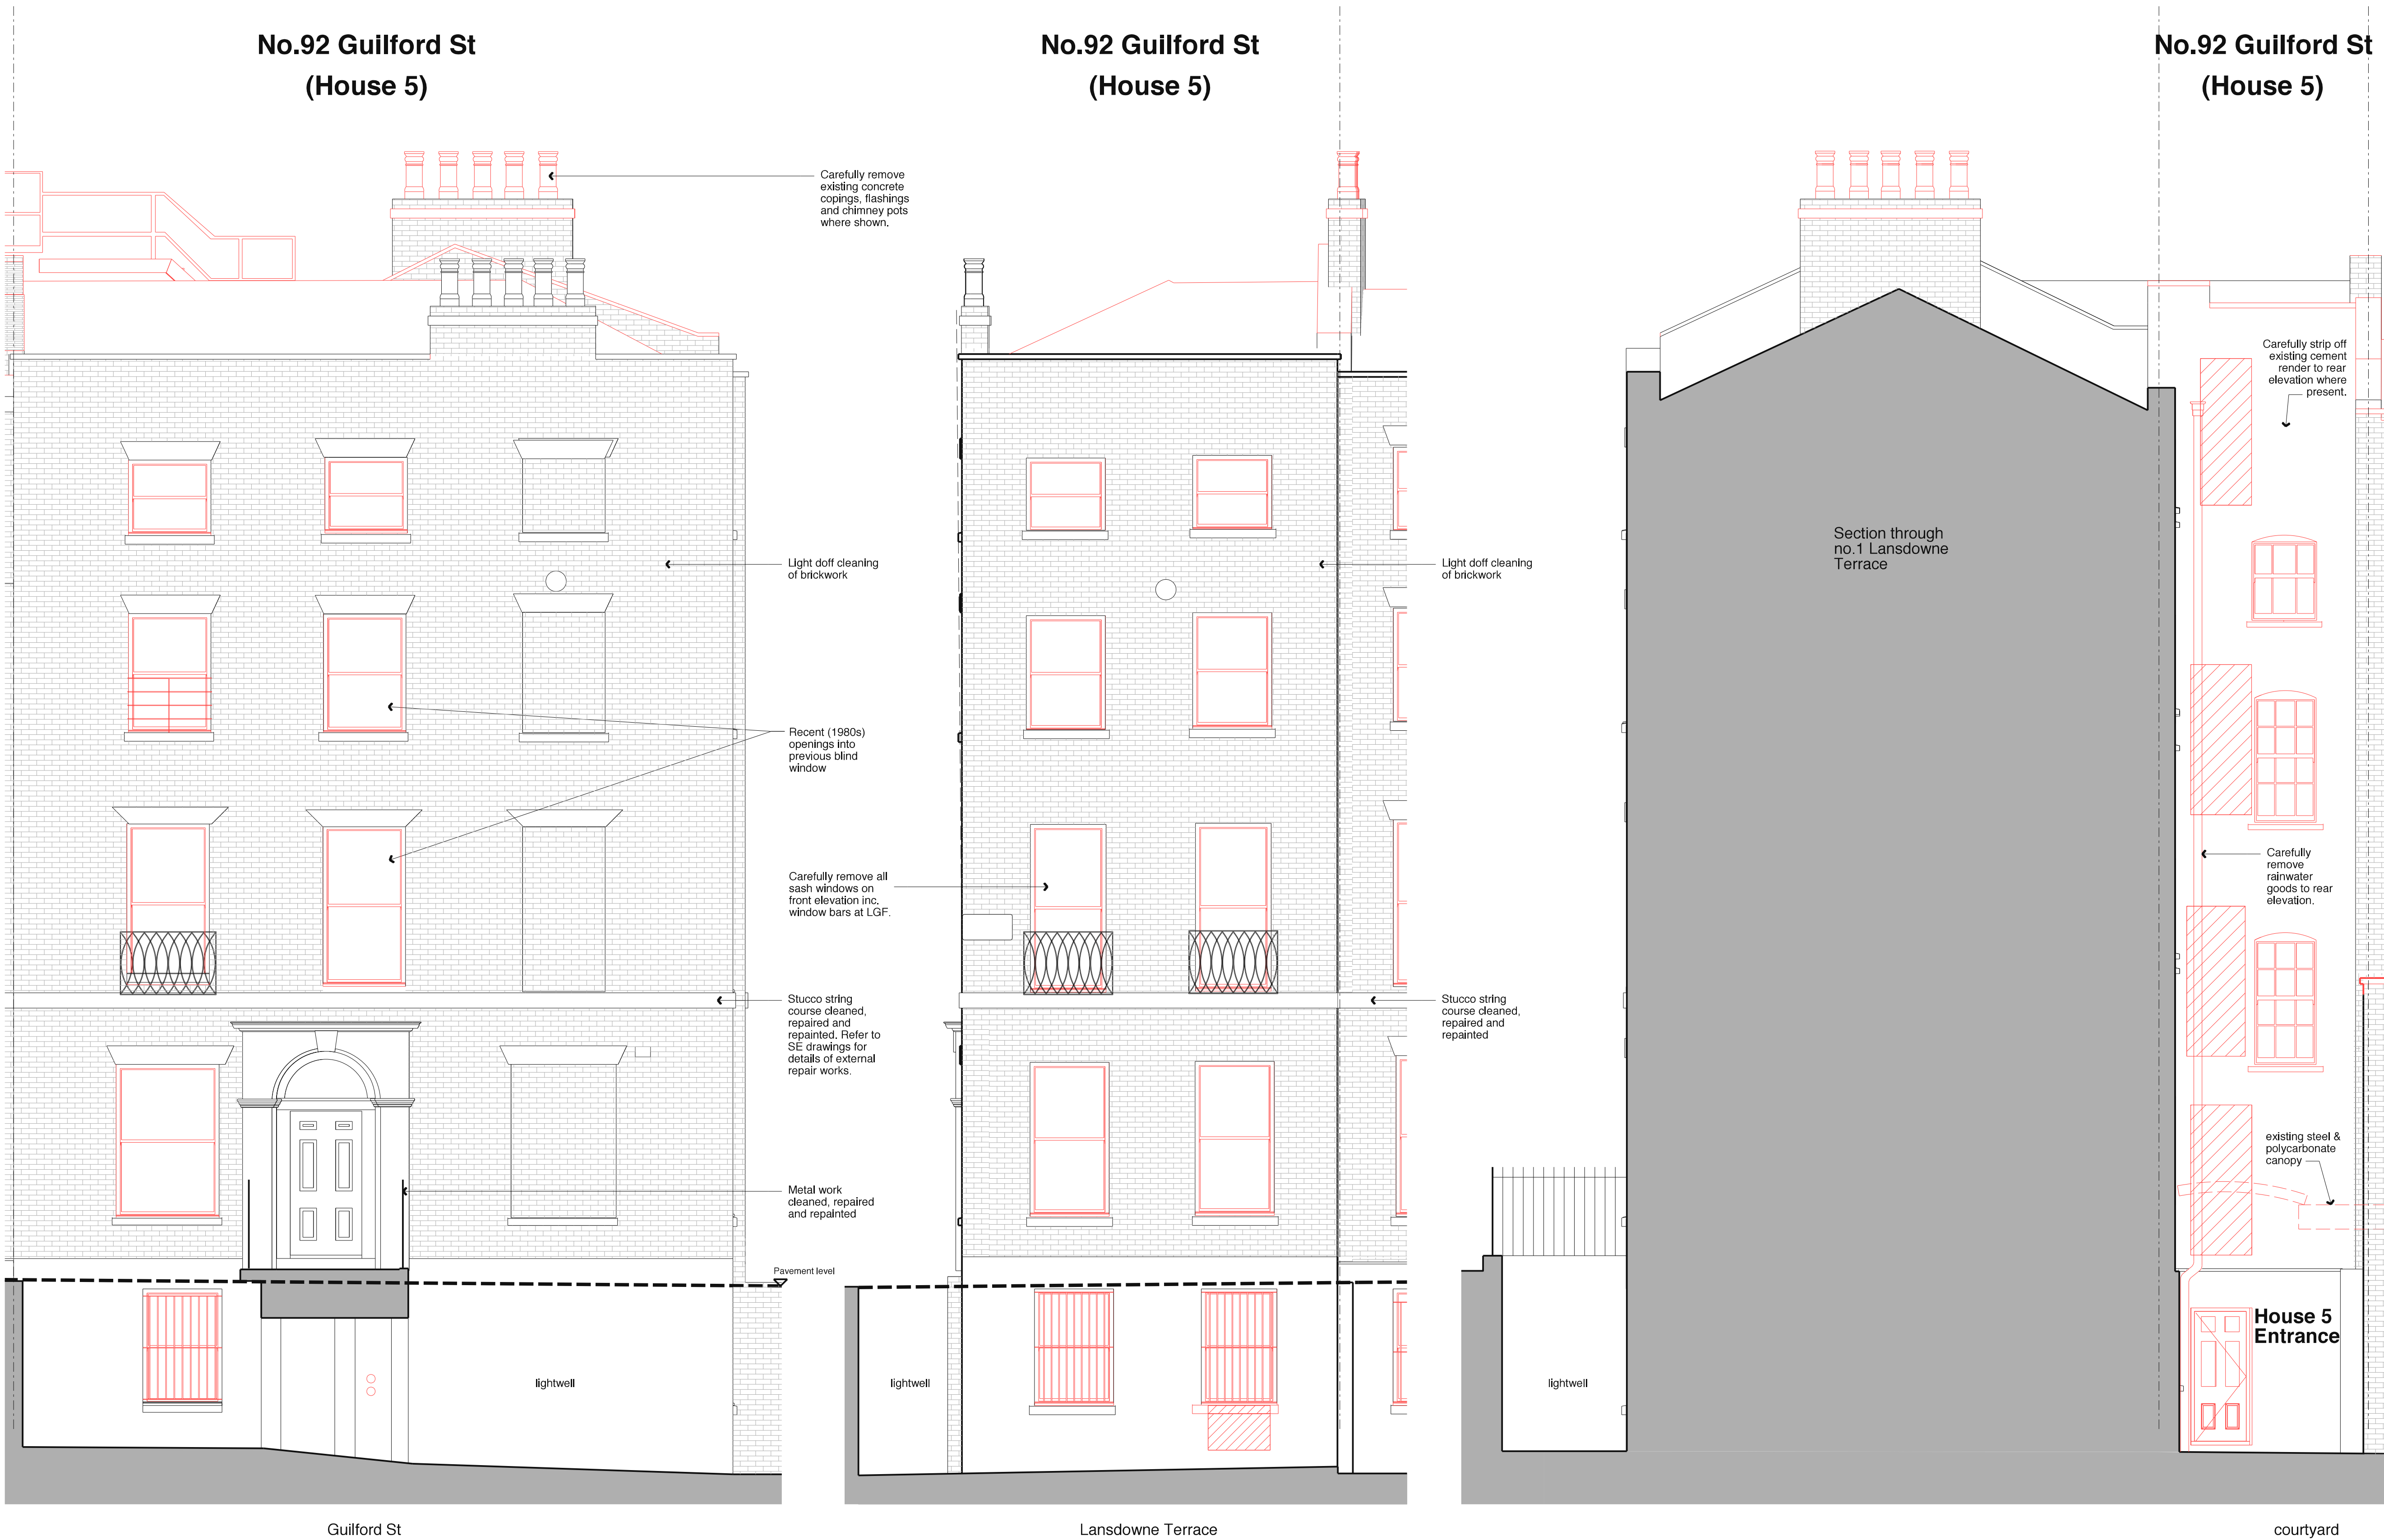 No.92 Guilford St
(House 5)
No.92 Guilford St
(House 5)
No.92 Guilford St
(House 5)
Carefully remove
existing concrete
copings, flashings
and chimney pots
where shown.
Light doff cleaning
of brickwork
Recent (1980s)
openings into
previous blind
window
Carefully remove all
sash windows on
front elevation inc.
window bars at LGF.
Stucco string
course cleaned,
repaired and
repainted. Refer to
SE drawings for
details of external
repair works.
Metal work
cleaned, repaired
and repainted
Pavement level
lightwell
Guilford St
Light doff cleaning
of brickwork
Stucco string
course cleaned,
repaired and
repainted
lightwell
Lansdowne Terrace
Section through
no.1 Lansdowne
Terrace
lightwell
Carefully strip off
existing cement
render to rear
elevation where
present.
Carefully
remove
rainwater
goods to rear
elevation.
existing steel &
polycarbonate
canopy
House 5
Entrance
courtyard